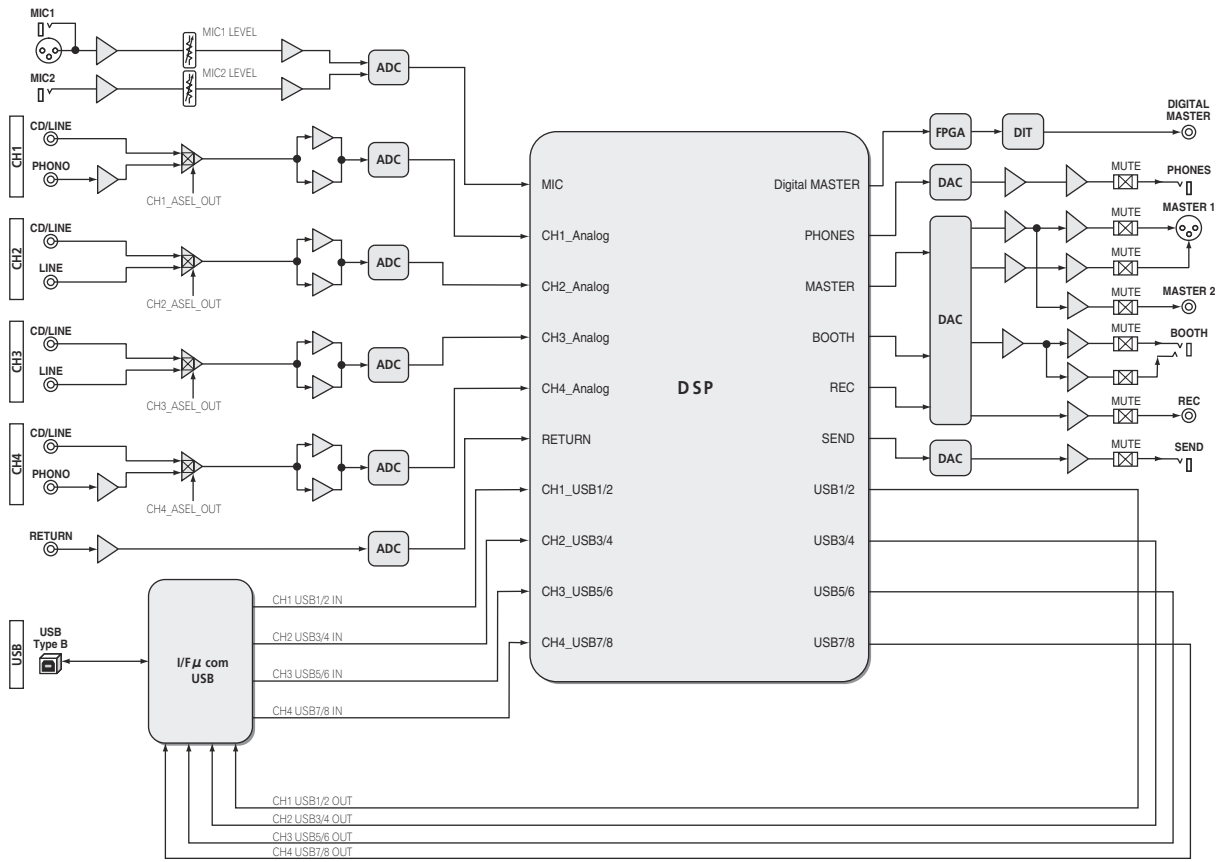 MIC1
MIC1 LEVEL
ADC
MIC2
MIC2 LEVEL
CH1
CD/LINE
PHONO
CH1_ASEL_OUT
ADC
CH2
CD/LINE
LINE
CH2_ASEL_OUT
ADC
CH3
CD/LINE
LINE
CH3_ASEL_OUT
ADC
CH4
CD/LINE
PHONO
CH4_ASEL_OUT
ADC
RETURN
ADC
USB
USB
Type B
I/F μ com
USB
CH1 USB1/2 IN
CH2 USB3/4 IN
CH3 USB5/6 IN
CH4 USB7/8 IN
MIC
CH1_Analog
CH2_Analog
CH3_Analog
CH4_Analog
RETURN
CH1_USB1/2
CH2_USB3/4
CH3_USB5/6
CH4_USB7/8
DSP
Digital MASTER
PHONES
MASTER
BOOTH
REC
SEND
USB1/2
USB3/4
USB5/6
USB7/8
FPGA
DIT
DIGITAL
MASTER
DAC
MUTE
PHONES
DAC
MUTE
MASTER 1
MUTE
MUTE
MASTER 2
MUTE
BOOTH
MUTE
REC
DAC
MUTE
SEND
CH1 USB1/2 OUT
CH2 USB3/4 OUT
CH3 USB5/6 OUT
CH4 USB7/8 OUT